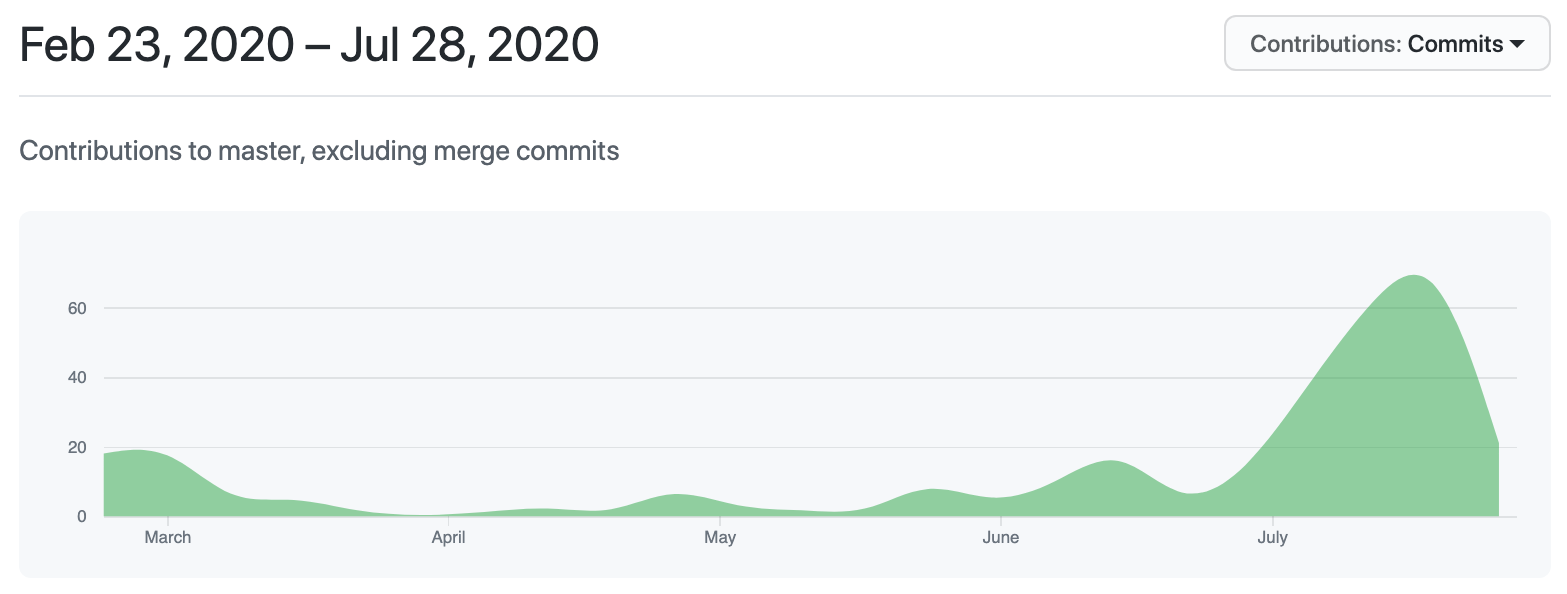 Feb 23, 2020 – Jul 28, 2020
Contributions: Commits
Contributions to master, excluding merge commits
60
40
20
0
March April May June July